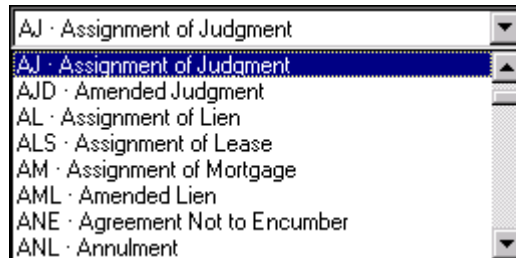 AJ · Assignment of Judgment
AJ · Assignment of Judgment
AJD · Amended Judgment
AL · Assignment of Lien
ALS · Assignment of Lease
AM · Assignment of Mortgage
AML · Amended Lien
ANE · Agreement Not to Encumber
ANL · Annulment